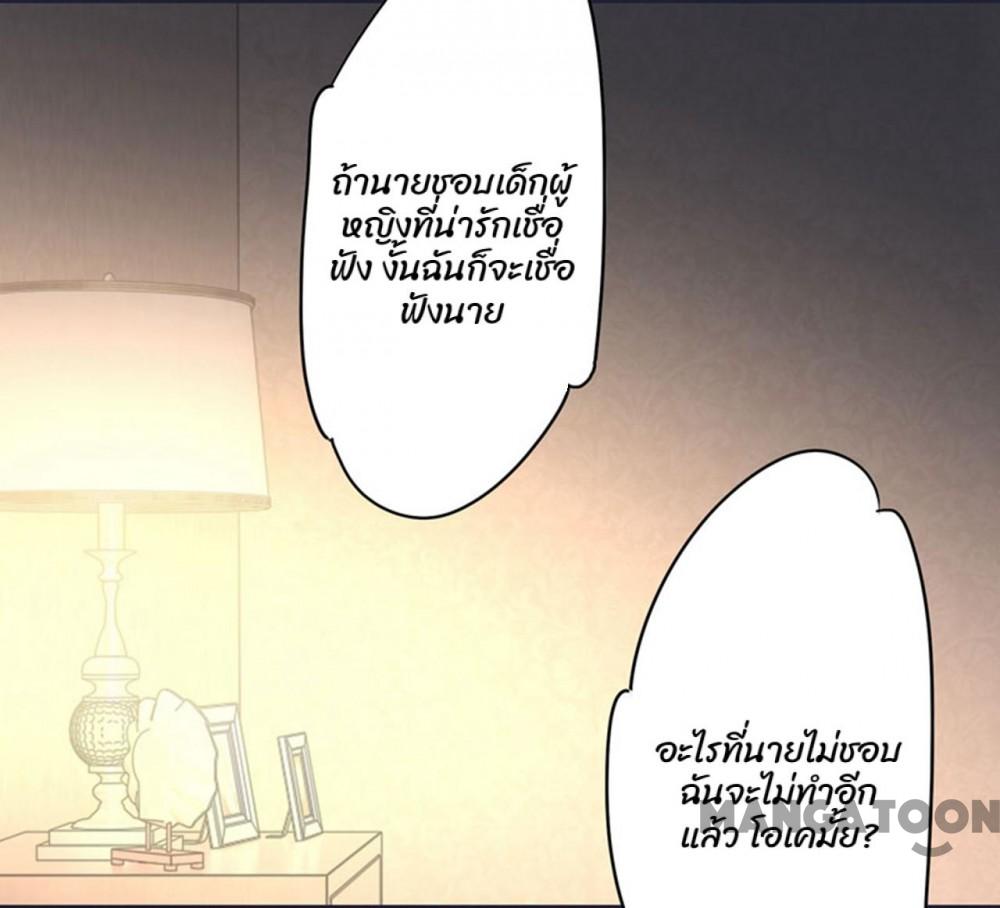 ถ้านายชอบเด็กผู้
หญิงที่น่ารักเชื่อ
ฟัง งั้นฉันก็จะเชื่อ
ฟังนาย
อะไรที่นายไม่ชอบ
ฉันจะไม่ทำอีก
แล้ว โอเคมั้ย?
MANGATOON